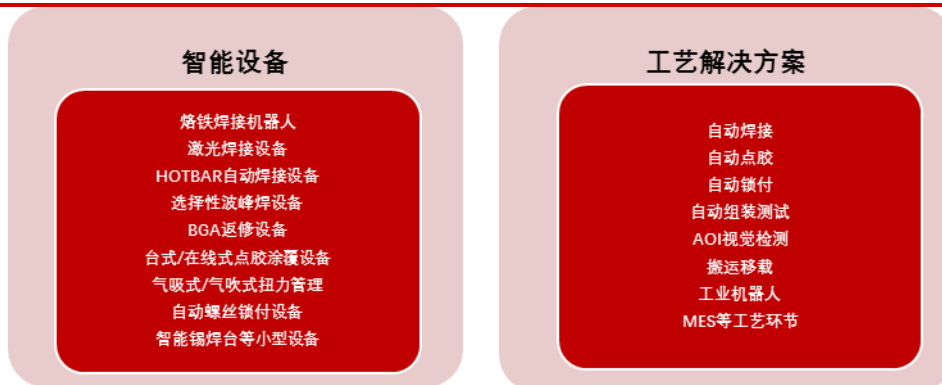 智能设备
烙铁焊接机器人
激光焊接设备
HOTBAR自动焊接设备
选择性波峰焊设备
BGA返修设备
台式/在线式点胶涂覆设备
气吸式/气吹式扭力管理
自动螺丝锁付设备
智能锡焊台等小型设备
工艺解决方案
自动焊接
自动点胶
自动锁付
自动组装测试
AOI视觉检测
搬运移载
工业机器人
MES等工艺环节